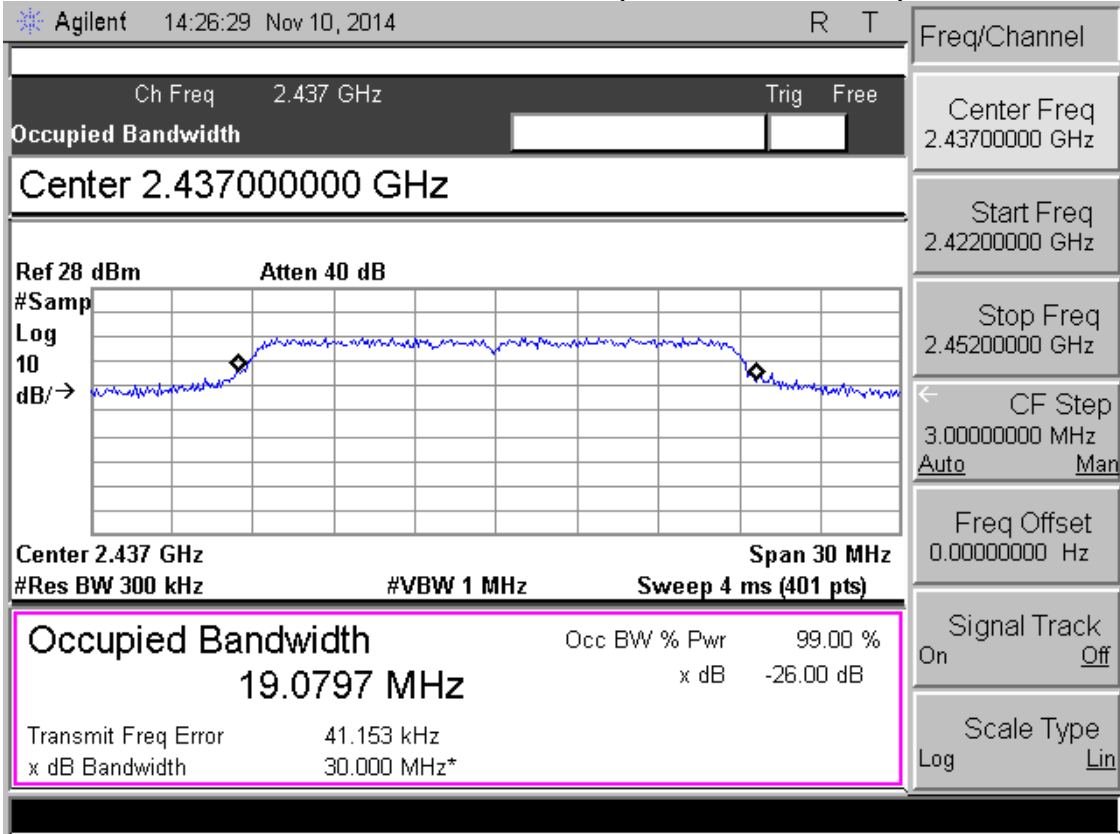 Agilent 14:26:29 Nov 10, 2014 R T
Freq/Channel
Ch Freq 2.437 GHz Trig Free
Occupied Bandwidth
Center 2.437000000 GHz
Ref 28 dBm Atten 40 dB
#Samp
Log
10
dB/→
Center 2.437 GHz Span 30 MHz
#Res BW 300 kHz #VBW 1 MHz Sweep 4 ms (401 pts)
Occupied Bandwidth
19.0797 MHz
Occ BW % Pwr 99.00 %
x dB -26.00 dB
Transmit Freq Error 41.153 kHz
x dB Bandwidth 30.000 MHz*
Center Freq
2.43700000 GHz
Start Freq
2.42200000 GHz
Stop Freq
2.45200000 GHz
CF Step
3.00000000 MHz
Auto Man
Freq Offset
0.00000000 Hz
Signal Track
On Off
Scale Type
Log Lin